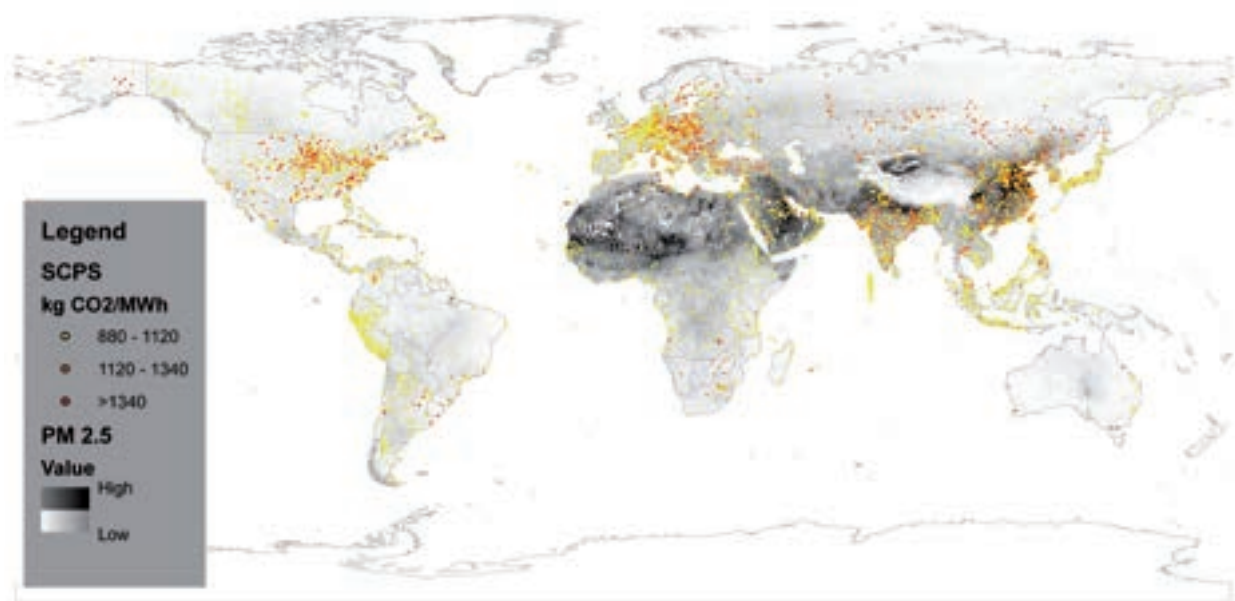 Legend
SCPS
kg CO2/MWh
880 - 1120
1120 - 1340
>1340
PM 2.5
Value
High
Low